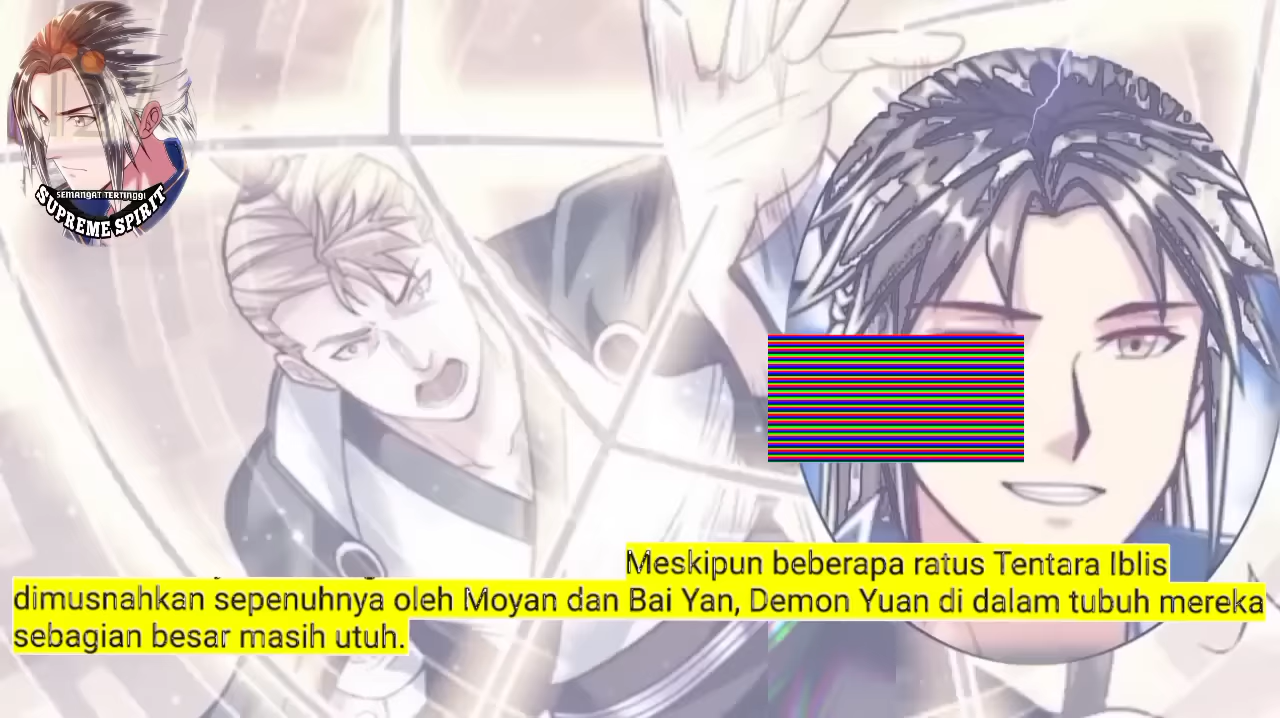 SEMANGAT TERTINGGI
SUPREME SPIRIT
Meskipun beberapa ratus Tentara Iblis
dimusnahkan sepenuhnya oleh Moyan dan Bai Yan, Demon Yuan di dalam tubuh mereka
sebagian besar masih utuh.